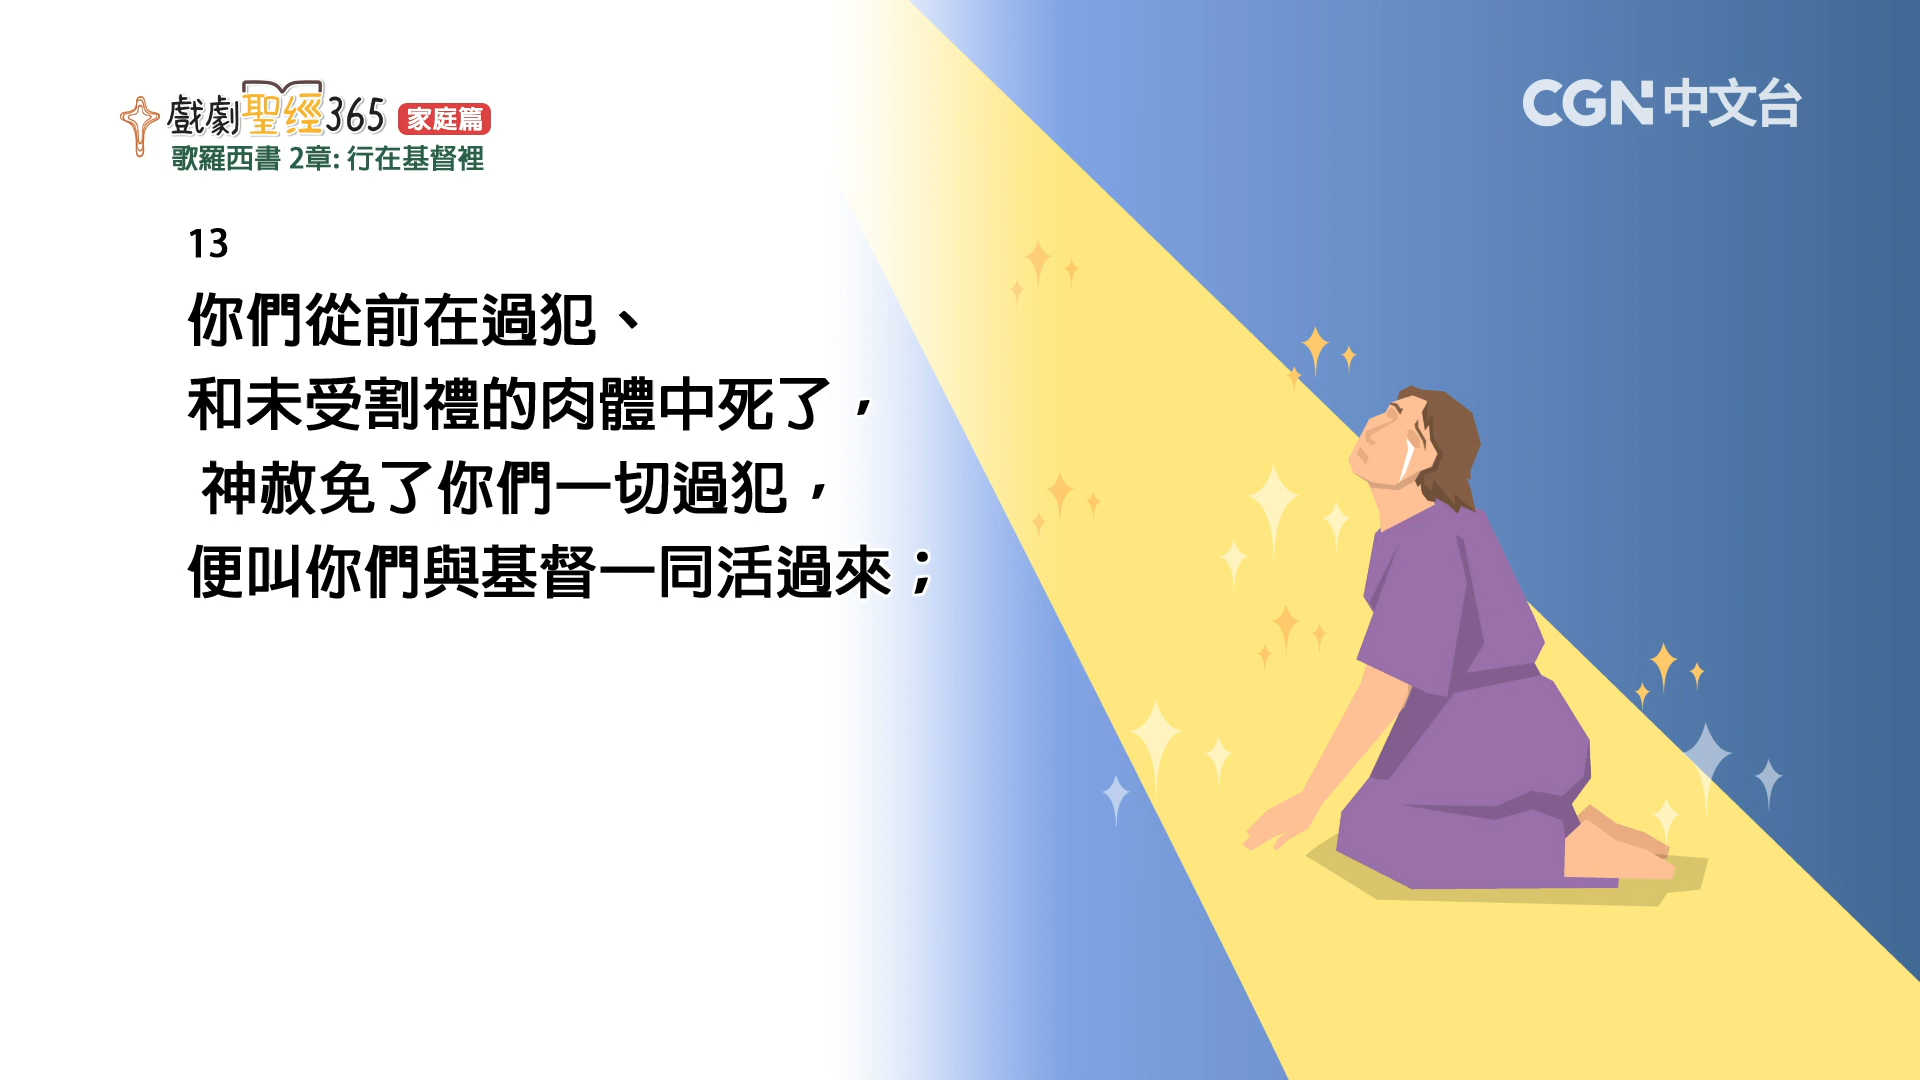 戲劇聖經365 家庭篇
CGN中文台
歌羅西書 2章: 行在基督裡
13
你們從前在過犯、
和未受割禮的肉體中死了，
神赦免了你們一切過犯，
便叫你們與基督一同活過來；